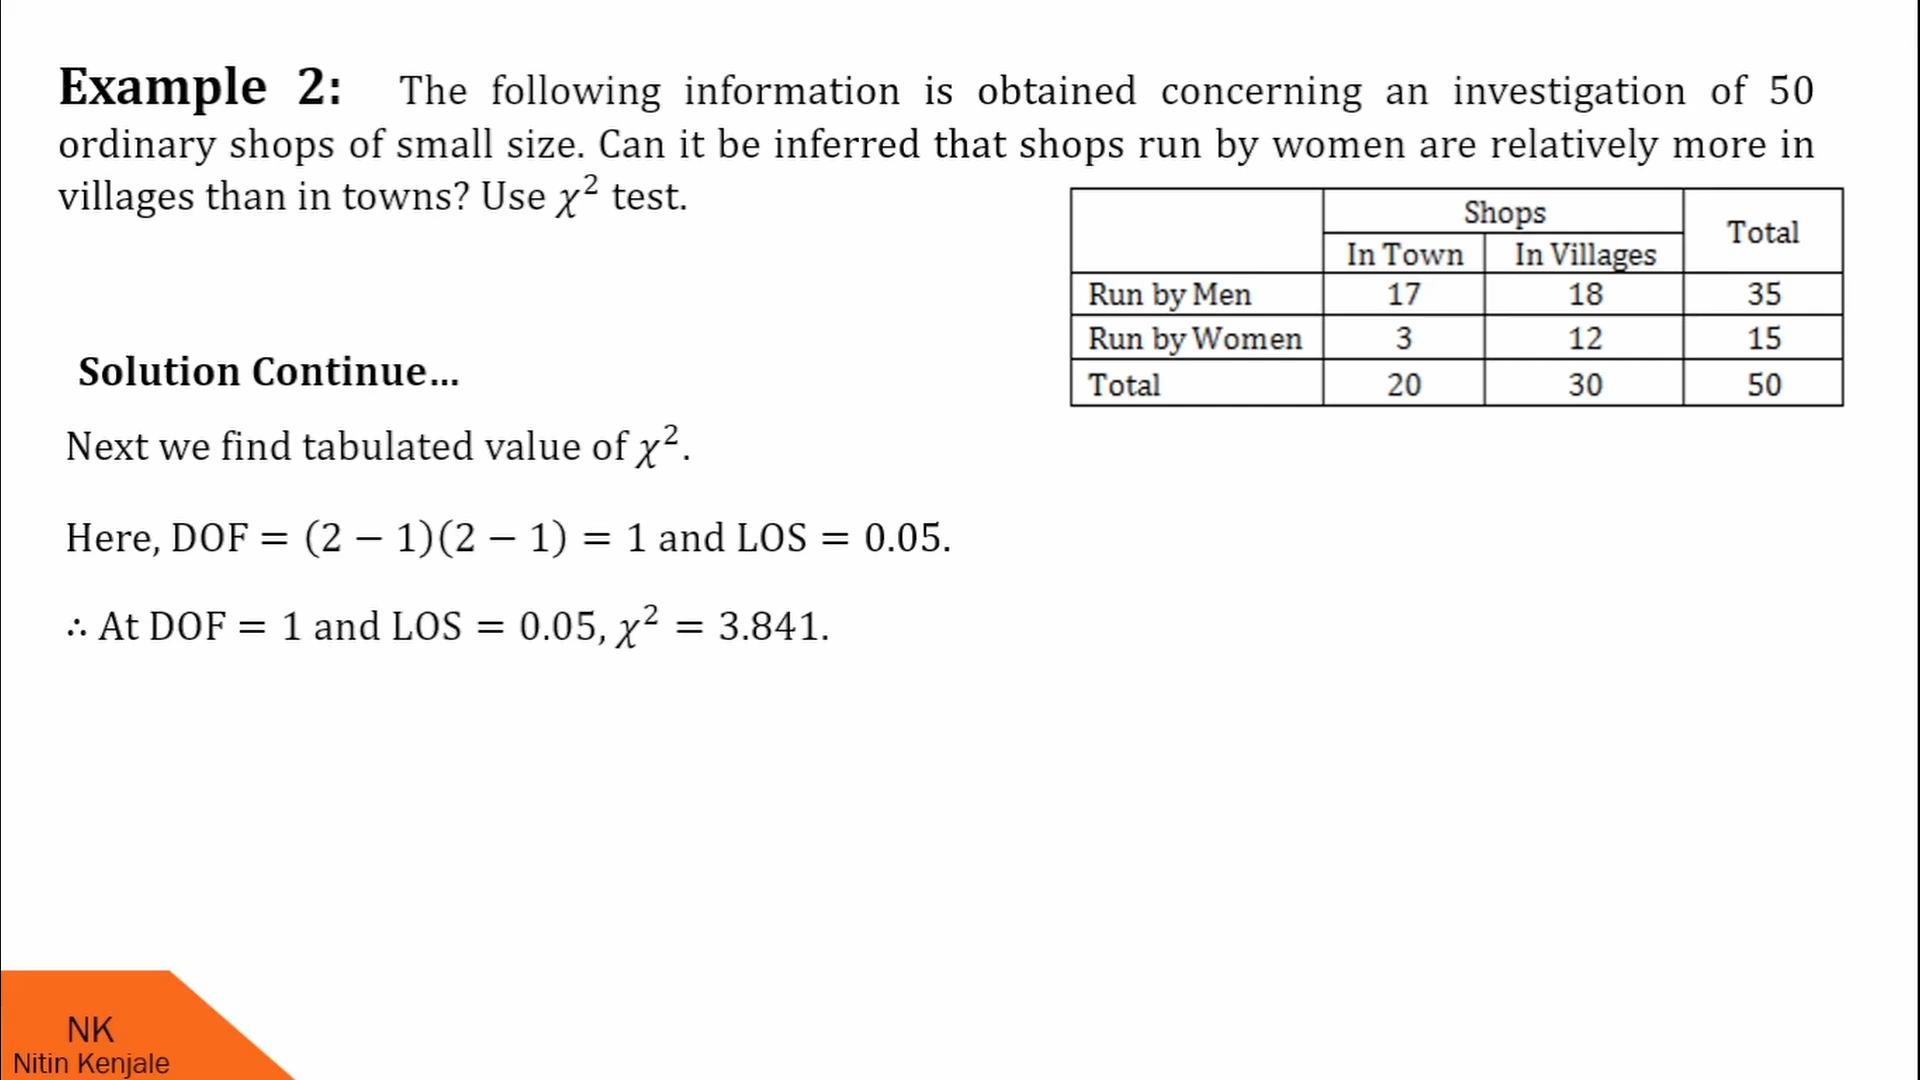 Example 2: The following information is obtained concerning an investigation of 50
ordinary shops of small size. Can it be inferred that shops run by women are relatively more in
villages than in towns? Use χ² test.
Shops
Total
In Town In Villages
Run by Men 17 18 35
Run by Women 3 12 15
Total 20 30 50
Solution Continue...
Next we find tabulated value of χ².
Here, DOF = (2 − 1)(2 − 1) = 1 and LOS = 0.05.
∴ At DOF = 1 and LOS = 0.05, χ² = 3.841.
NK
Nitin Kenjale